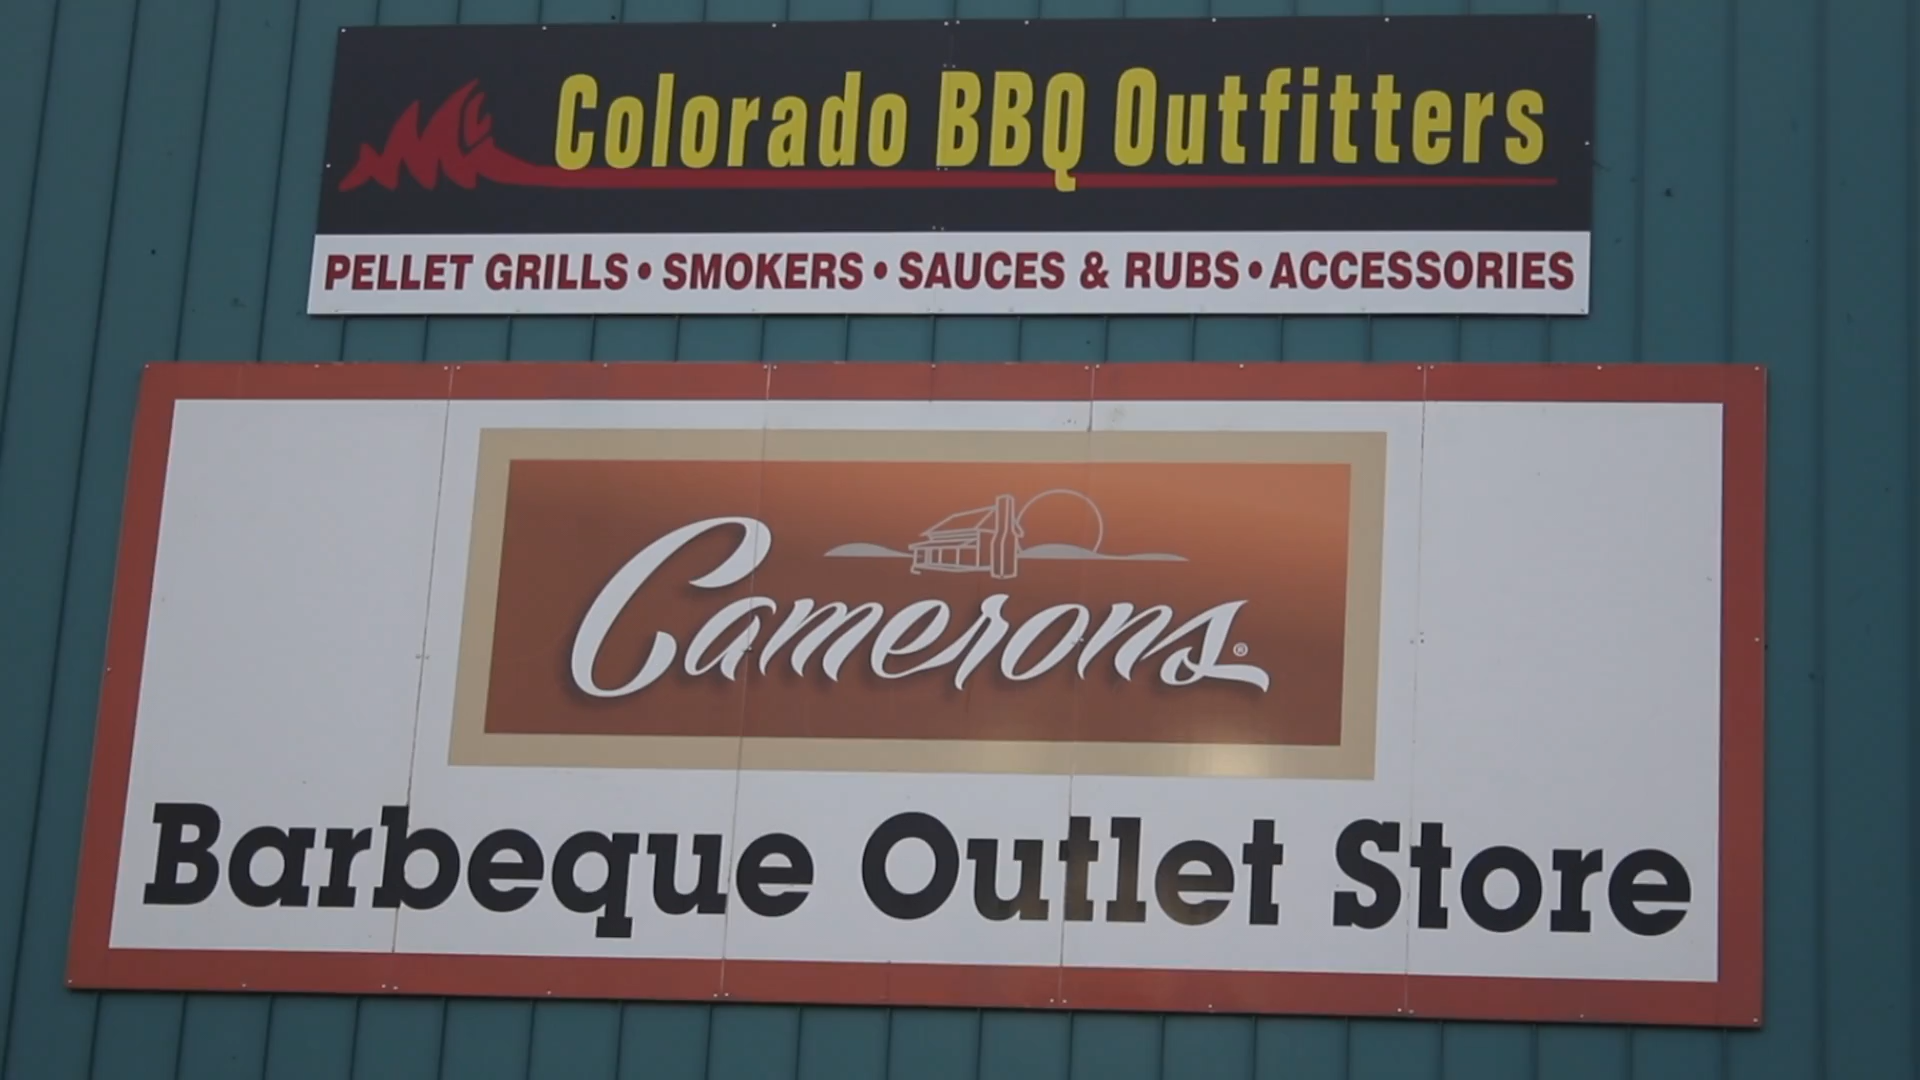 Colorado BBQ Outfitters
PELLET GRILLS • SMOKERS • SAUCES & RUBS • ACCESSORIES
Camerons®
Barbeque Outlet Store